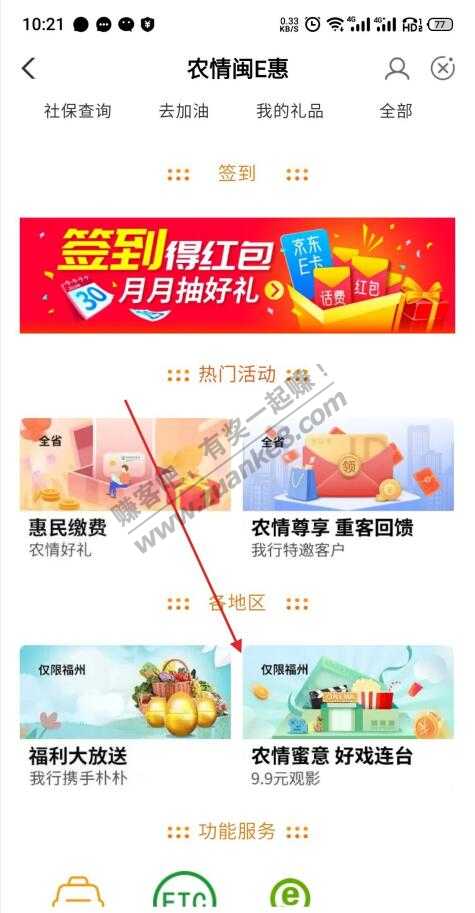 10:21
0.33 KB/S 4G 4G HD 77
农情闽E惠
社保查询 去加油 我的礼品 全部
签到
签到得红包
月月抽好礼
30
京东E卡
话费 红包
热门活动
全省 全省
领
惠民缴费 农情尊享 重客回馈
农情好礼 我行特邀客户
赚客吧，有奖一起赚！
www.zuanke8.com
各地区
仅限福州 仅限福州
福利大放送 农情蜜意 好戏连台
我行携手朴朴 9.9元观影
功能服务
ETC e